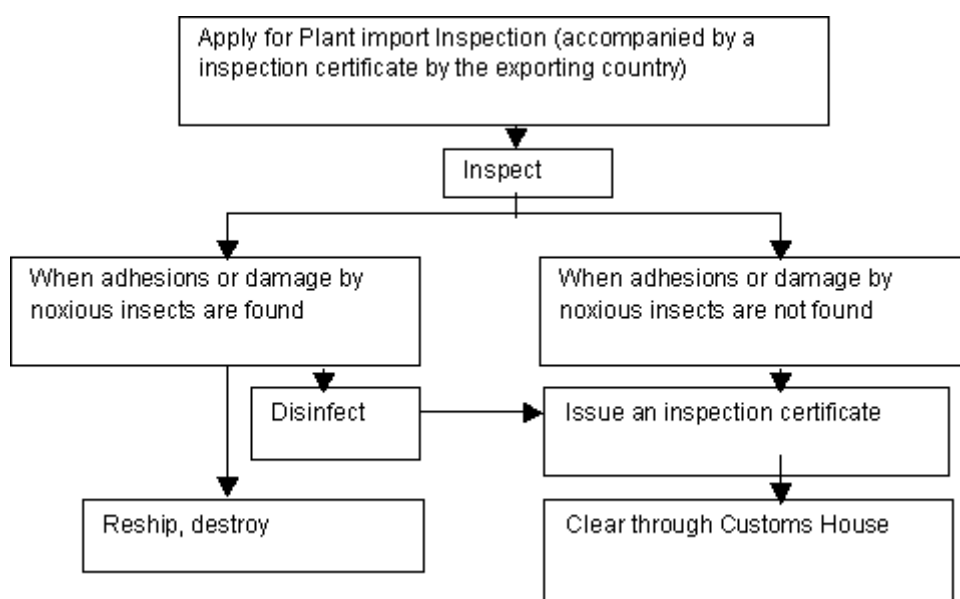 Apply for Plant import Inspection (accompanied by a
inspection certificate by the exporting country)
Inspect
When adhesions or damage by
noxious insects are found
When adhesions or damage by
noxious insects are not found
Disinfect
Issue an inspection certificate
Reship, destroy
Clear through Customs House